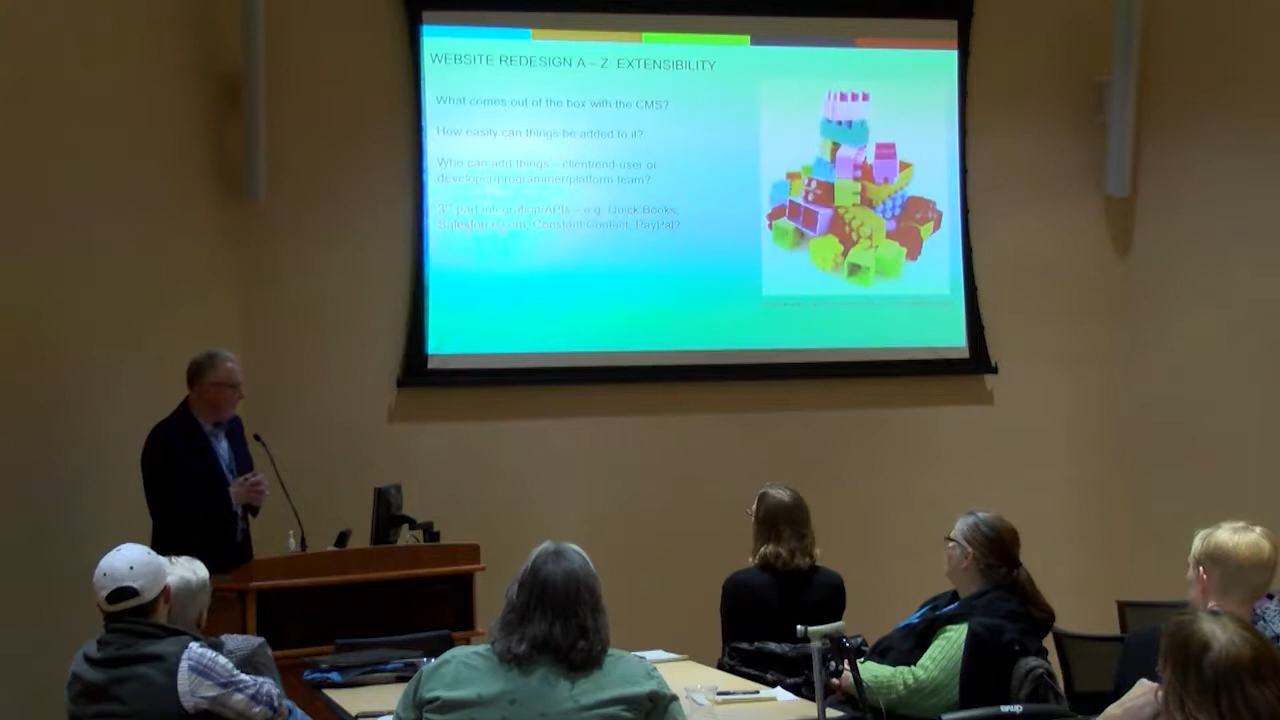 WEBSITE REDESIGN A – Z EXTENSIBILITY
What comes out of the box with the CMS?
How easily can things be added to it?
Who can add things – client/end-user or
developer/programmer/platform team?
3rd part integration/APIs – e.g. Quick Books,
Salesforce.com, Constant Contact, PayPal?